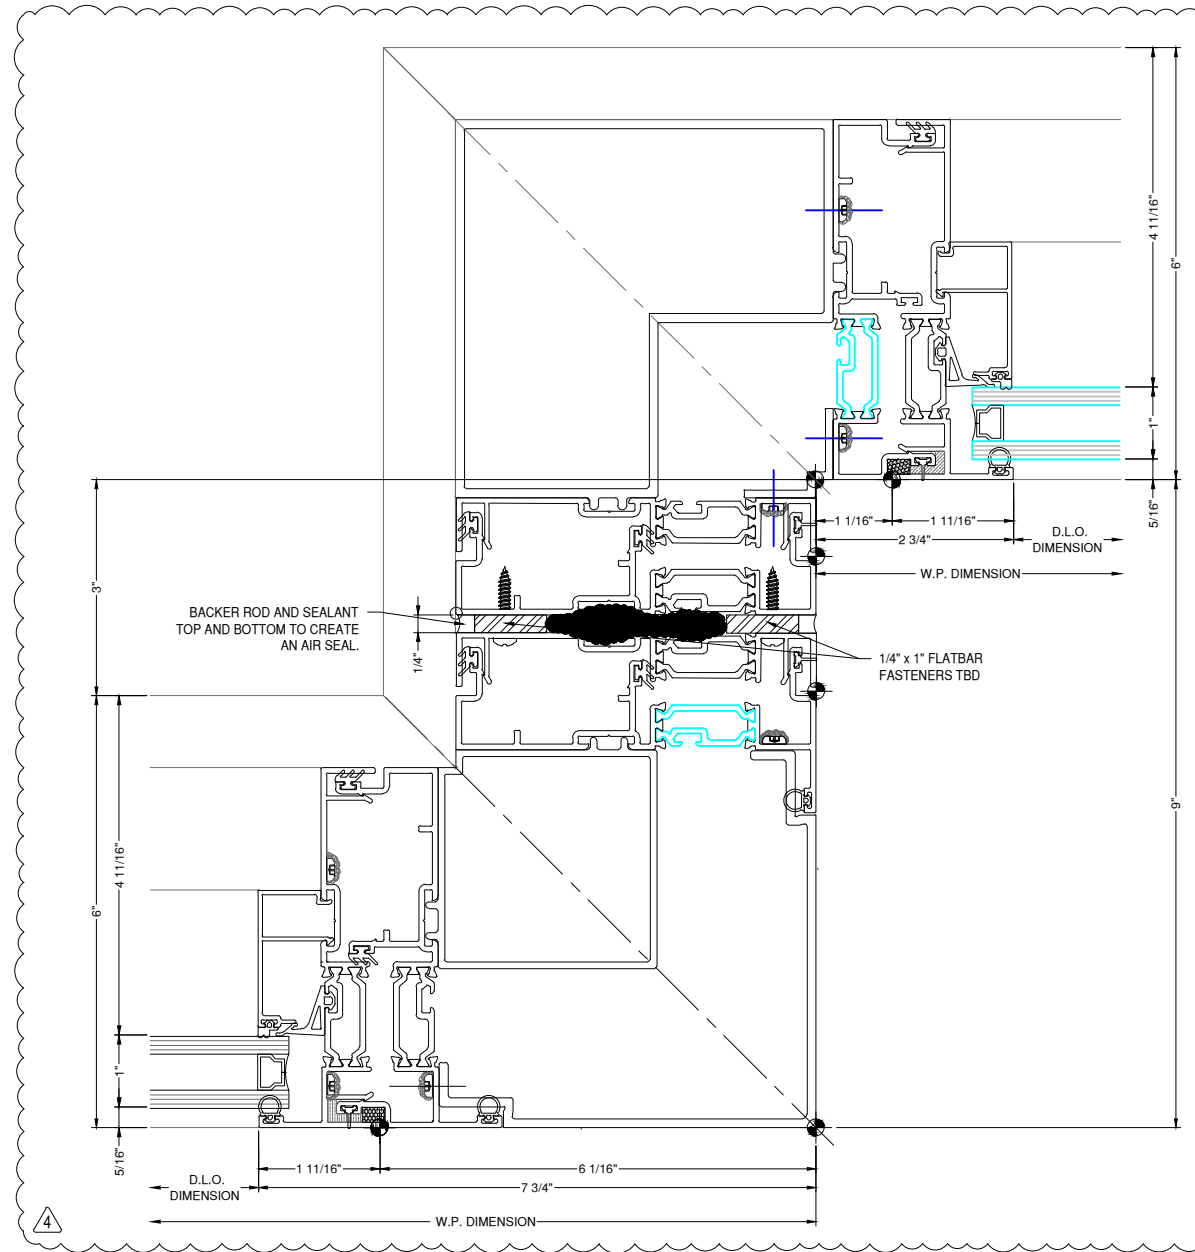 4 11/16"
6"
1"
5/16"
1 1/16"
1 11/16"
2 3/4"
D.L.O.
DIMENSION
W.P. DIMENSION
3"
BACKER ROD AND SEALANT
TOP AND BOTTOM TO CREATE
AN AIR SEAL.
1/4"
1/4" x 1" FLATBAR
FASTENERS TBD
9"
4 11/16"
6"
1"
5/16"
1 11/16"
6 1/16"
D.L.O.
DIMENSION
7 3/4"
W.P. DIMENSION
4